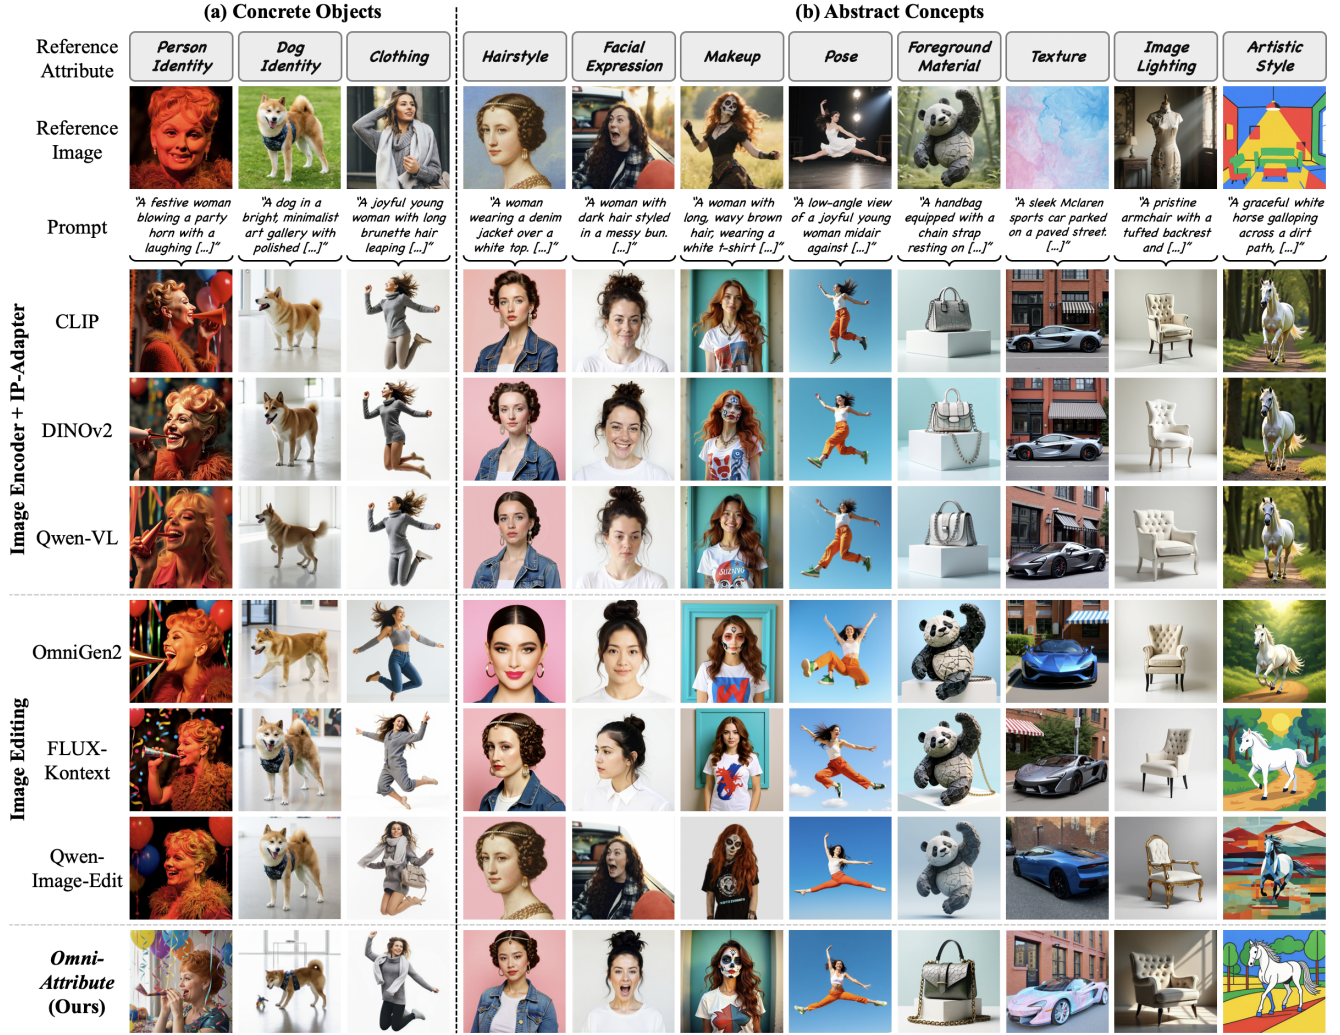 (a) Concrete Objects
(b) Abstract Concepts
Reference
Attribute
Person
Identity
Dog
Identity
Clothing
Hairstyle
Facial
Expression
Makeup
Pose
Foreground
Material
Texture
Image
Lighting
Artistic
Style
Reference
Image
Prompt
"A festive woman
blowing a party
horn with a
laughing [...]"
"A dog in a
bright, minimalist
art gallery with
polished [...]"
"A joyful young
woman with long
brunette hair
leaping [...]"
"A woman
wearing a denim
jacket over a
white top. [...]"
"A woman with
dark hair styled
in a messy bun.
[...]"
"A woman with
long, wavy brown
hair, wearing a
white t-shirt [...]"
"A low-angle view
of a joyful young
woman midair
against [...]"
"A handbag
equipped with a
chain strap
resting on [...]"
"A sleek Mclaren
sports car parked
on a paved street.
[...]"
"A pristine
armchair with a
tufted backrest
and [...]"
"A graceful white
horse galloping
across a dirt
path, [...]"
Image Encoder + IP-Adapter
CLIP
DINOv2
Qwen-VL
Image Editing
OmniGen2
FLUX-
Kontext
Qwen-
Image-Edit
Omni-
Attribute
(Ours)